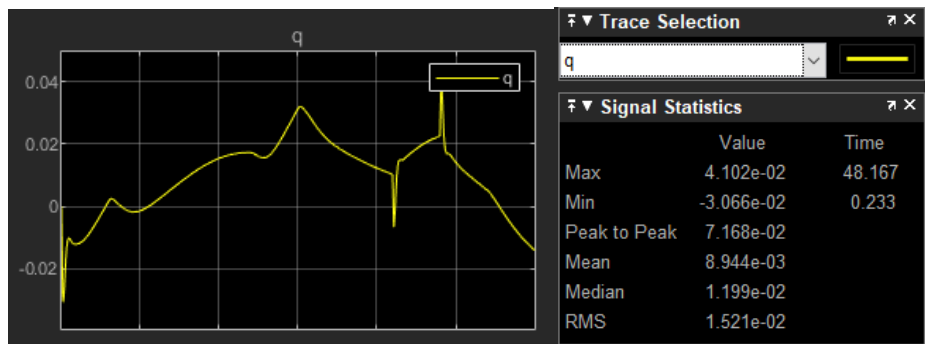 q
0.04
0.02
0
-0.02
q
Trace Selection
q
Signal Statistics
Value Time
Max 4.102e-02 48.167
Min -3.066e-02 0.233
Peak to Peak 7.168e-02
Mean 8.944e-03
Median 1.199e-02
RMS 1.521e-02